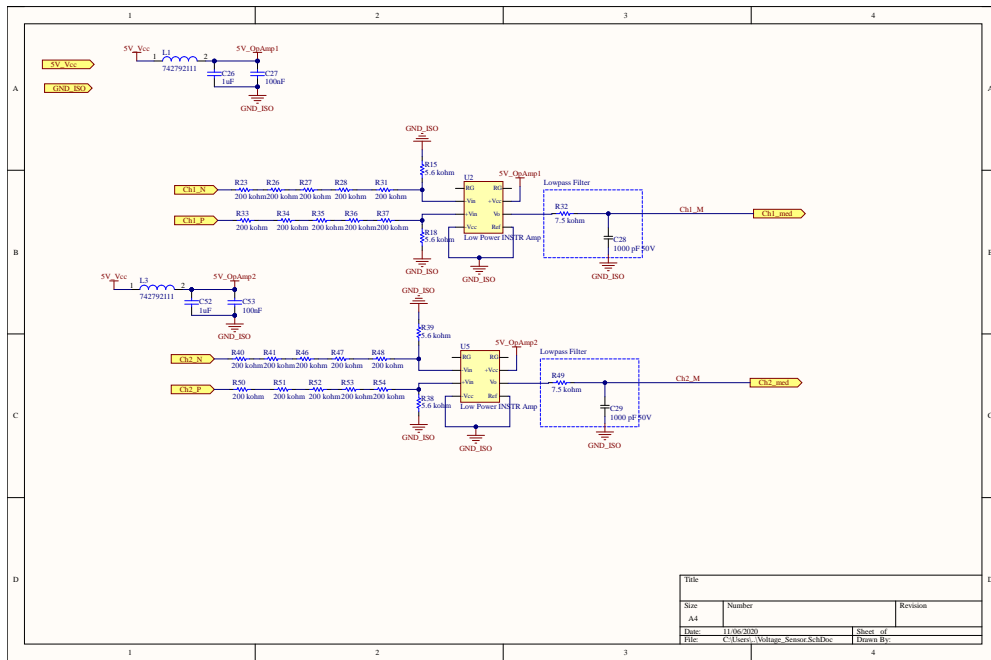 1 2 3 4
5V_Vcc L1 5V_OpAmp1
1 2
5V_Vcc
742792111
C26 C27
1uF 100nF
A A
GND_ISO
GND_ISO
GND_ISO
R15
5.6 kohm
U2 5V_OpAmp1
R23 R26 R27 R28 R31
Lowpass Filter
Ch1_N
RG RG
200 kohm 200 kohm 200 kohm 200 kohm 200 kohm
-Vin +Vcc
R32 Ch1_M
R33 R34 R35 R36 R37
+Vin Vo
Ch1_med
Ch1_P
7.5 kohm
200 kohm 200 kohm 200 kohm 200 kohm 200 kohm
-Vcc Ref
R18
5.6 kohm
Low Power INSTR Amp
C28
1000 pF 50V
B
GND_ISO
GND_ISO
GND_ISO
5V_Vcc L3 5V_OpAmp2
1 2
742792111
C52 C53
1uF 100nF
GND_ISO
GND_ISO
R39
5.6 kohm
U5 5V_OpAmp2
R40 R41 R46 R47 R48
Lowpass Filter
Ch2_N
RG RG
200 kohm 200 kohm 200 kohm 200 kohm 200 kohm
-Vin +Vcc
R49 Ch2_M
R50 R51 R52 R53 R54
+Vin Vo
Ch2_med
Ch2_P
7.5 kohm
200 kohm 200 kohm 200 kohm 200 kohm 200 kohm
-Vcc Ref
R38
5.6 kohm
Low Power INSTR Amp
C29
1000 pF 50V
C
GND_ISO
GND_ISO
GND_ISO
D
Title
Size Number Revision
A4
Date: 11/06/2020 Sheet of
File: C:\Users\..\Voltage_Sensor.SchDoc Drawn By:
1 2 3 4